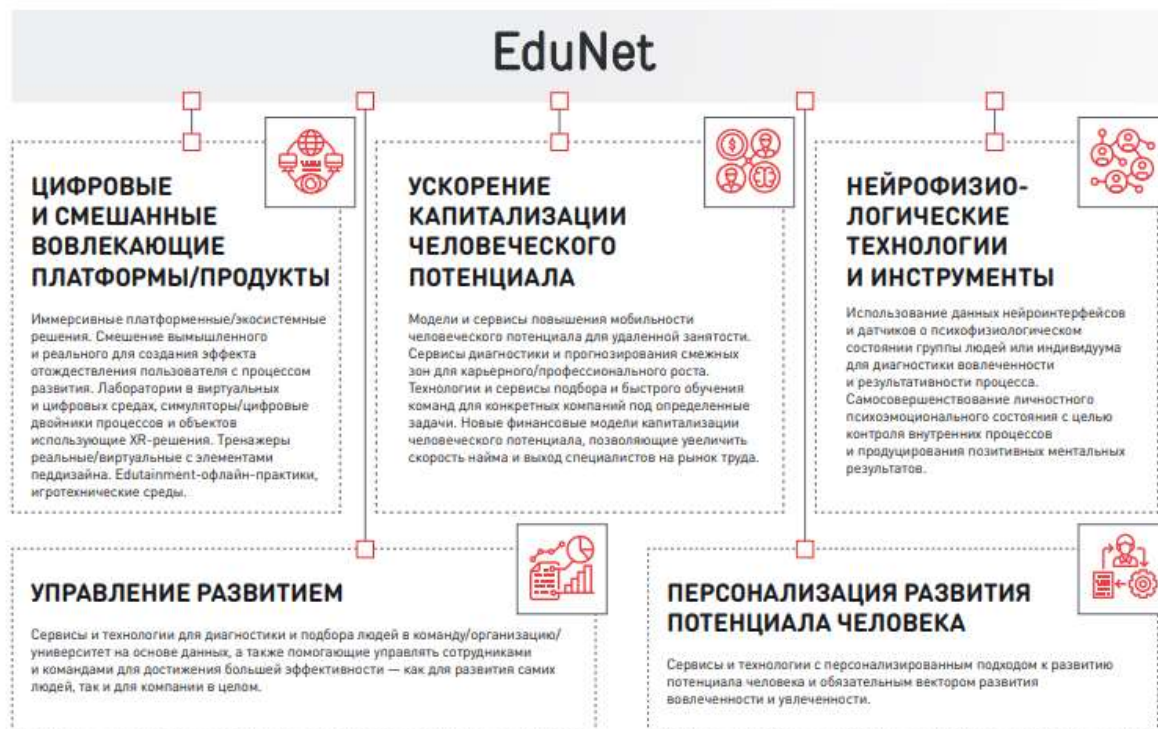 EduNet
ЦИФРОВЫЕ
И СМЕШАННЫЕ
ВОВЛЕКАЮЩИЕ
ПЛАТФОРМЫ/ПРОДУКТЫ
Иммерсивные платформенные/экосистемные
решения. Смешение вымышленного
и реального для создания эффекта
отождествления пользователя с процессом
развития. Лаборатории в виртуальных
и цифровых средах, симуляторы/цифровые
двойники процессов и объектов
использующие XR-решения. Тренажеры
реальные/виртуальные с элементами
педдизайна. Edutainment-офлайн-практики,
игротехнические среды.
УСКОРЕНИЕ
КАПИТАЛИЗАЦИИ
ЧЕЛОВЕЧЕСКОГО
ПОТЕНЦИАЛА
Модели и сервисы повышения мобильности
человеческого потенциала для удаленной занятости.
Сервисы диагностики и прогнозирования смежных
зон для карьерного/профессионального роста.
Технологии и сервисы подбора и быстрого обучения
команд для конкретных компаний под определенные
задачи. Новые финансовые модели капитализации
человеческого потенциала, позволяющие увеличить
скорость найма и выход специалистов на рынок труда.
НЕЙРОФИЗИО-
ЛОГИЧЕСКИЕ
ТЕХНОЛОГИИ
И ИНСТРУМЕНТЫ
Использование данных нейроинтерфейсов
и датчиков о психофизиологическом
состоянии группы людей или индивидуума
для диагностики вовлеченности
и результативности процесса.
Самосовершенствование личностного
психоэмоционального состояния с целью
контроля внутренних процессов
и продуцирования позитивных ментальных
результатов.
УПРАВЛЕНИЕ РАЗВИТИЕМ
Сервисы и технологии для диагностики и подбора людей в команду/организацию/
университет на основе данных, а также помогающие управлять сотрудниками
и командами для достижения большей эффективности — как для развития самих
людей, так и для компании в целом.
ПЕРСОНАЛИЗАЦИЯ РАЗВИТИЯ
ПОТЕНЦИАЛА ЧЕЛОВЕКА
Сервисы и технологии с персонализированным подходом к развитию
потенциала человека и обязательным вектором развития
вовлеченности и увлеченности.